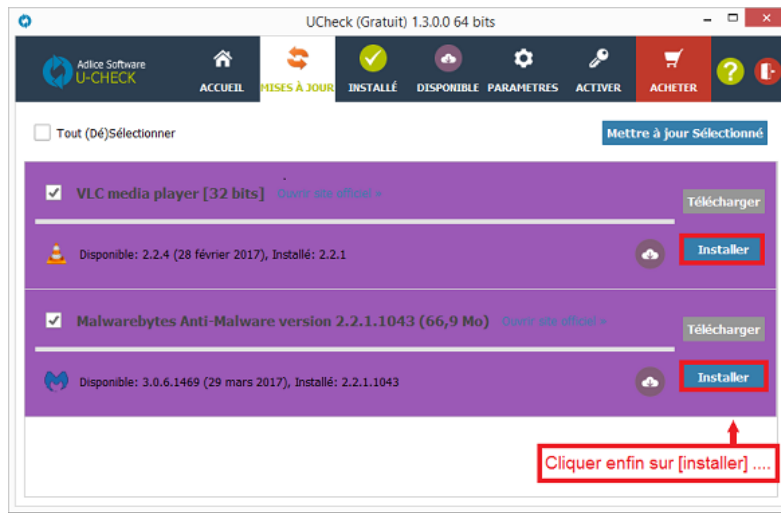 UCheck (Gratuit) 1.3.0.0 64 bits
Adlice Software
U-CHECK
ACCUEIL
MISES À JOUR
INSTALLÉ
DISPONIBLE
PARAMETRES
ACTIVER
ACHETER
Tout (Dé)Sélectionner
Mettre à jour Sélectionné
VLC media player [32 bits] Ouvrir site officiel »
Télécharger
Disponible: 2.2.4 (28 février 2017), Installé: 2.2.1
Installer
Malwarebytes Anti-Malware version 2.2.1.1043 (66,9 Mo) Ouvrir site officiel »
Télécharger
Disponible: 3.0.6.1469 (29 mars 2017), Installé: 2.2.1.1043
Installer
Cliquer enfin sur [installer] ....